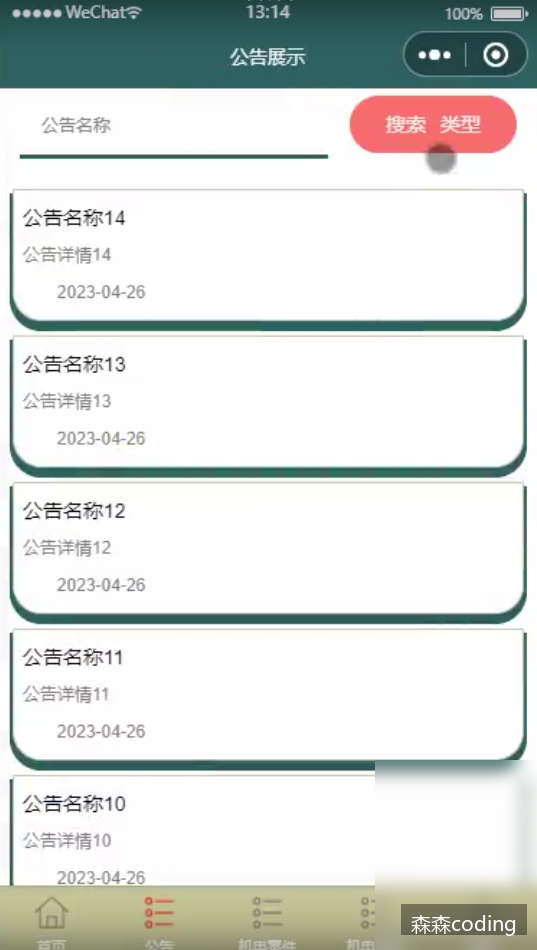 WeChat 13:14 100%
公告展示
公告名称 搜索 类型
公告名称14
公告详情14
2023-04-26
公告名称13
公告详情13
2023-04-26
公告名称12
公告详情12
2023-04-26
公告名称11
公告详情11
2023-04-26
公告名称10
公告详情10
2023-04-26
首页 公告 机电零件 机电
森森coding